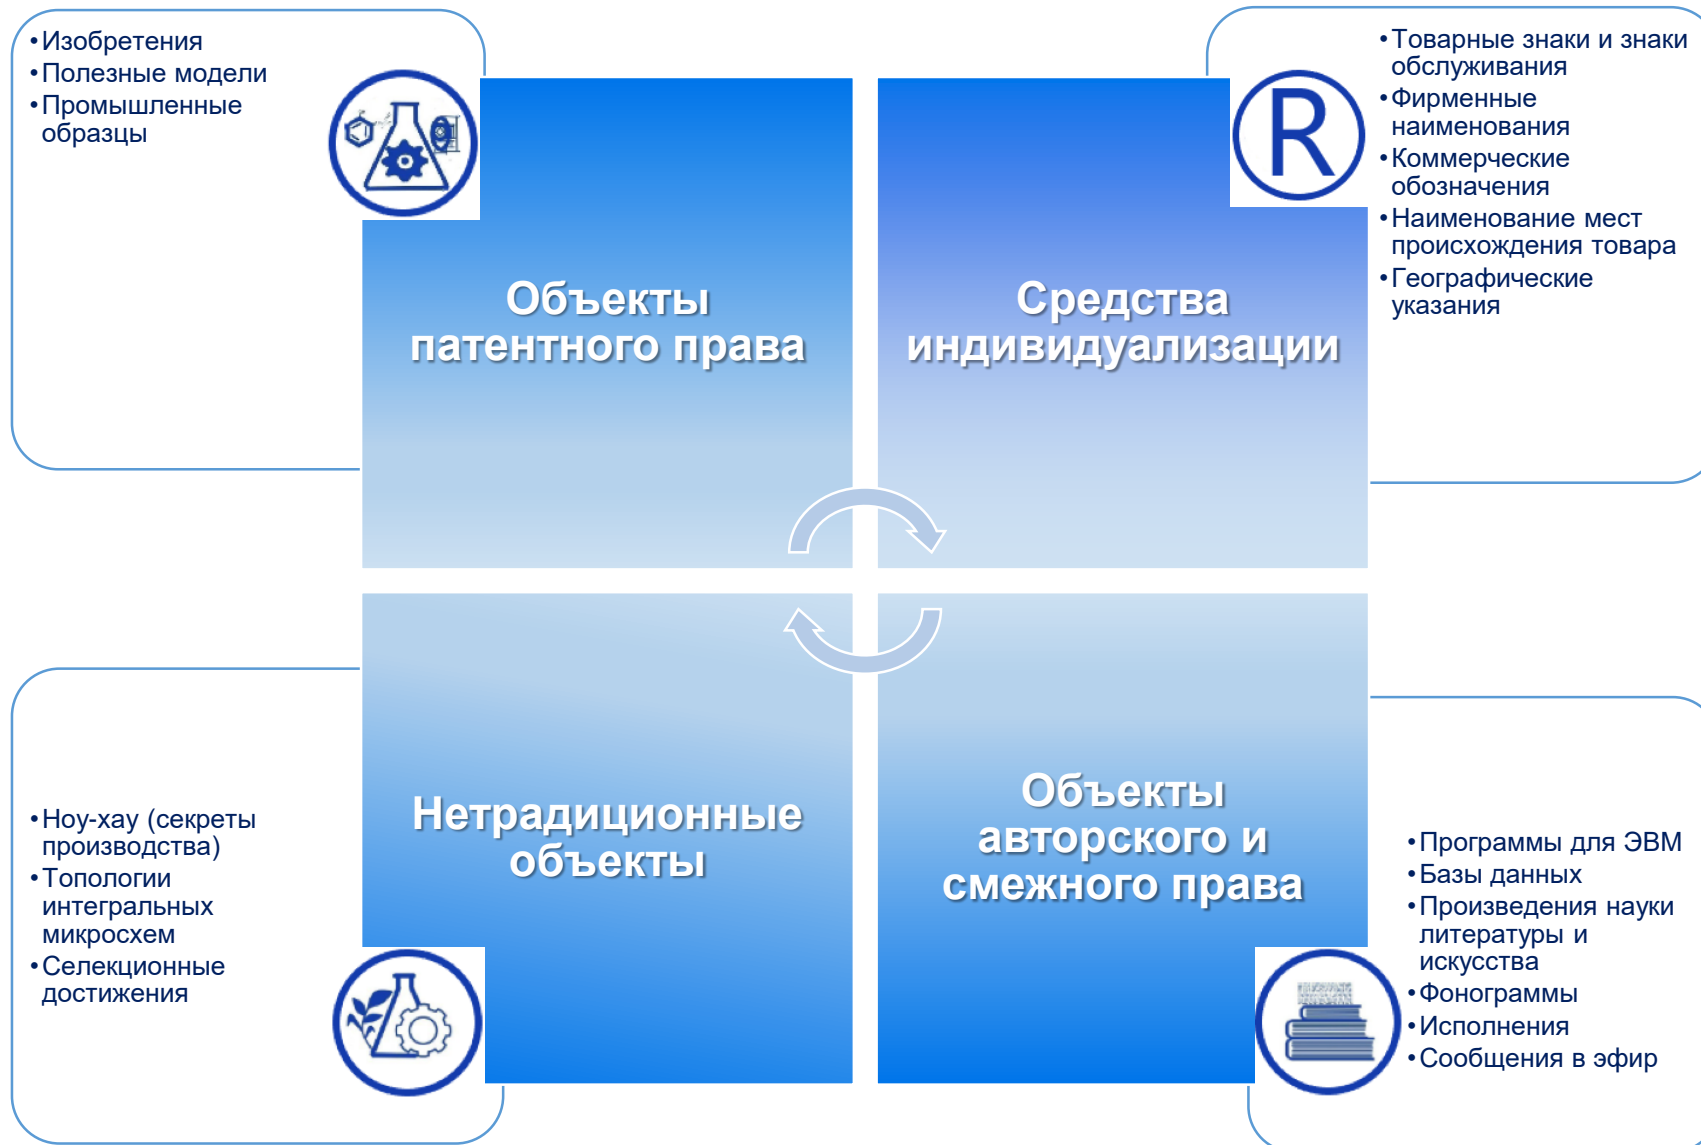 •Изобретения
•Полезные модели
•Промышленные
образцы
Объекты
патентного права
R
•Товарные знаки и знаки
обслуживания
•Фирменные
наименования
•Коммерческие
обозначения
•Наименование мест
происхождения товара
•Географические
указания
Средства
индивидуализации
•Ноу-хау (секреты
производства)
•Топологии
интегральных
микросхем
•Селекционные
достижения
Нетрадиционные
объекты
Объекты
авторского и
смежного права
•Программы для ЭВМ
•Базы данных
•Произведения науки
литературы и
искусства
•Фонограммы
•Исполнения
•Сообщения в эфир